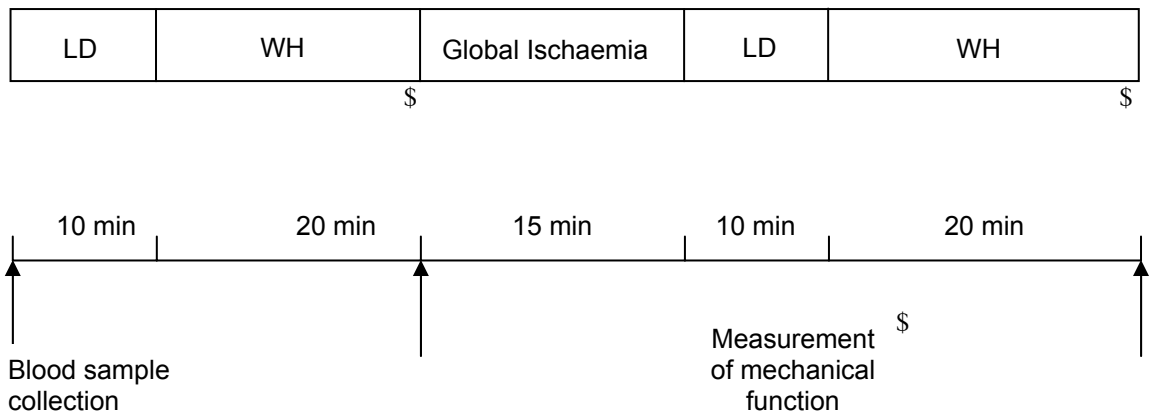 LD WH Global Ischaemia LD WH
$ $
10 min 20 min 15 min 10 min 20 min
Blood sample
collection
Measurement $
of mechanical
function